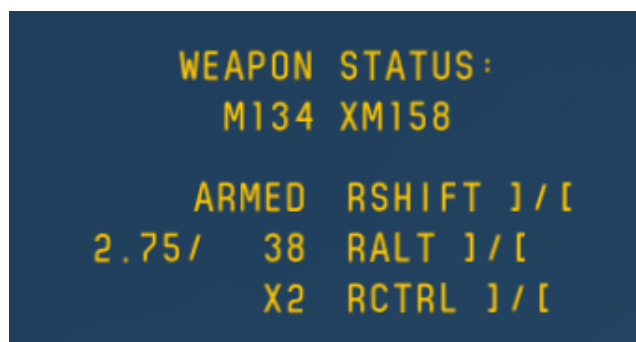 WEAPON STATUS:
M134 XM158
ARMED RSHIFT ]/[
2.75/ 38 RALT ]/[
X2 RCTRL ]/[